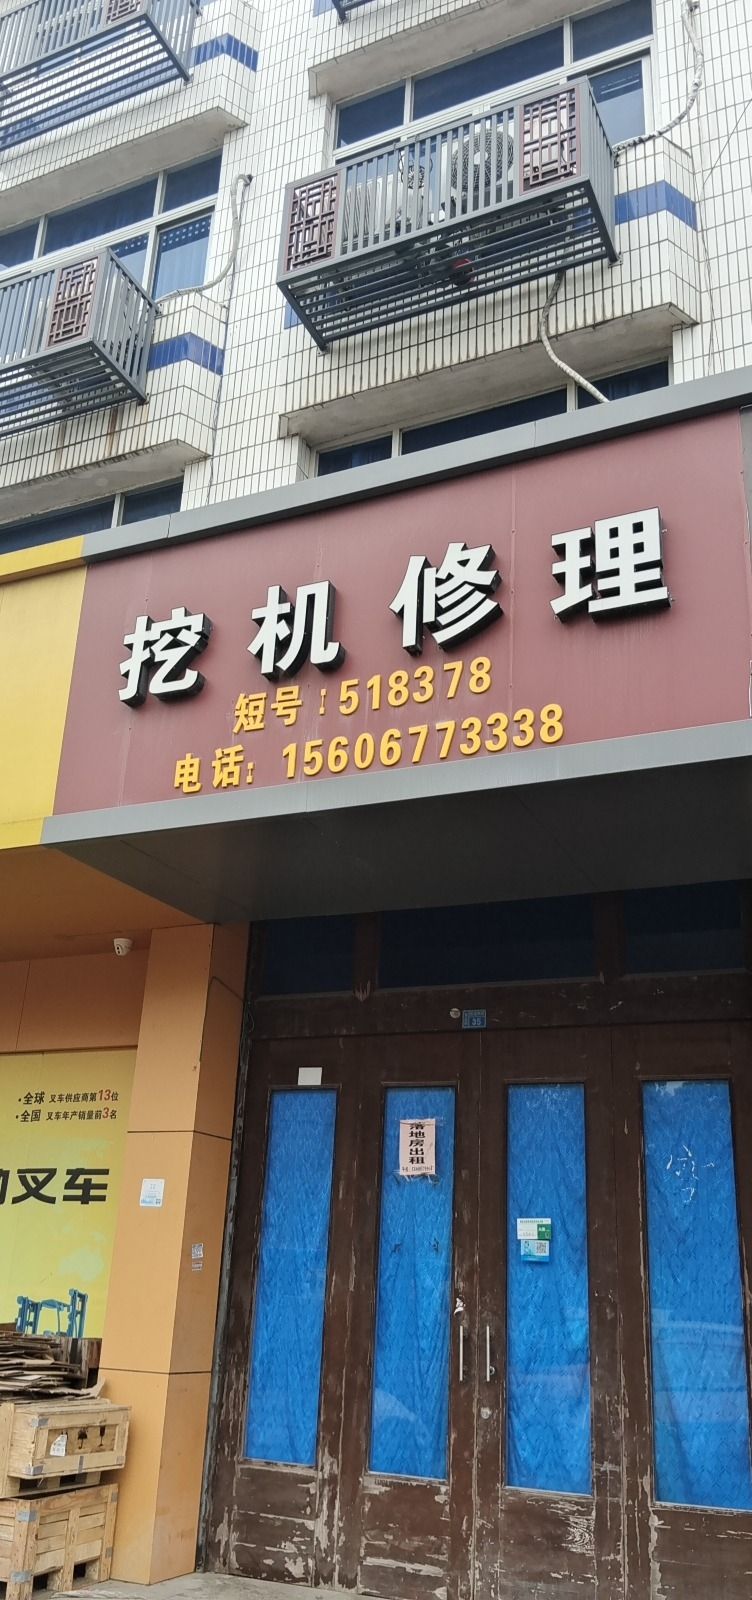 挖机修理
短号：518378
电话：15606773338
35
·全球 叉车供应商第13位
·全国 叉车年产销量前3名
叉车
落地房出租